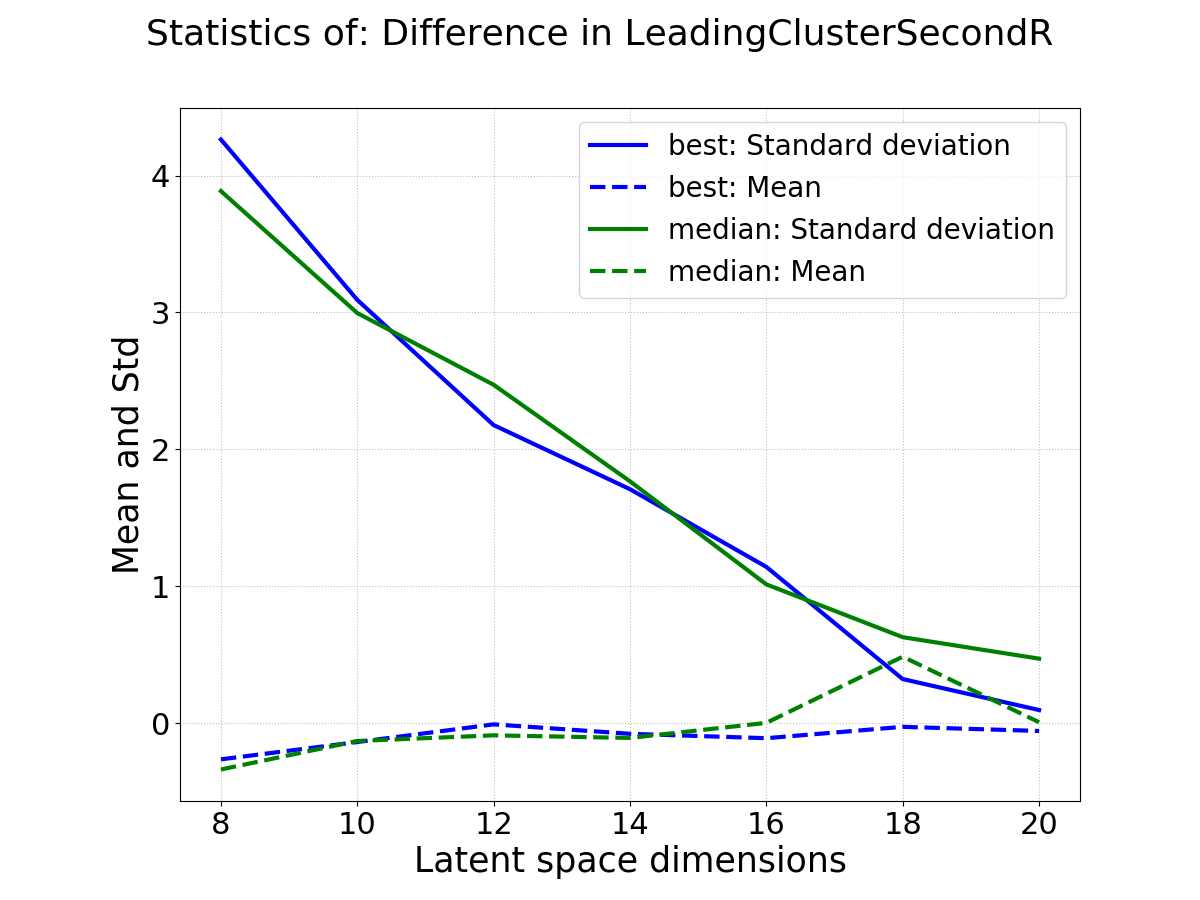 Statistics of: Difference in LeadingClusterSecondR
best: Standard deviation
best: Mean
median: Standard deviation
median: Mean
Mean and Std
4
3
2
1
0
8 10 12 14 16 18 20
Latent space dimensions